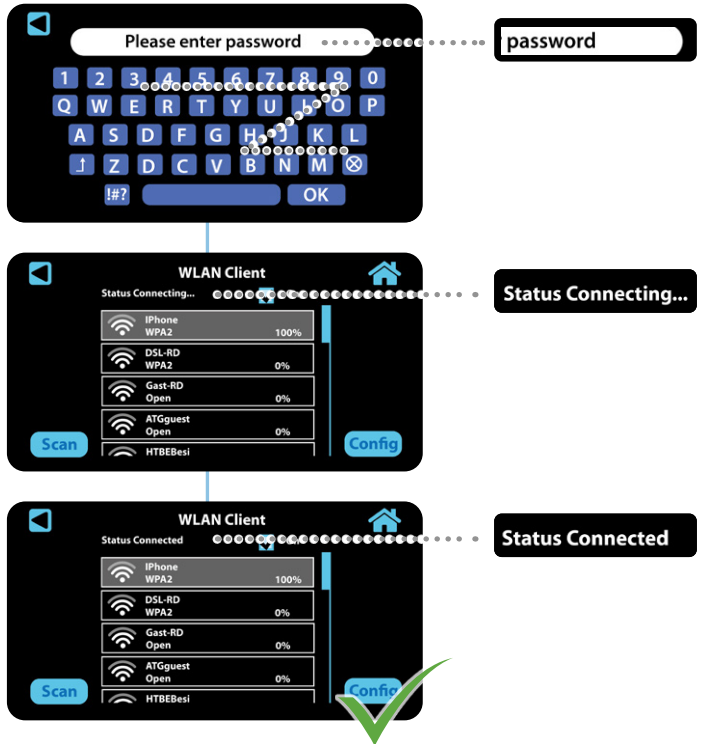 Please enter password
password
1 2 3 4 5 6 7 8 9 0
Q W E R T Y U I O P
A S D F G H J K L
Z D C V B N M
!#? OK
WLAN Client
Status Connecting...
Status Connecting...
IPhone
WPA2 100%
DSL-RD
WPA2 0%
Gast-RD
Open 0%
ATGguest
Open 0%
HTBEBesi
Scan
Config
WLAN Client
Status Connected
Status Connected
IPhone
WPA2 100%
DSL-RD
WPA2 0%
Gast-RD
Open 0%
ATGguest
Open 0%
HTBEBesi
Scan
Config